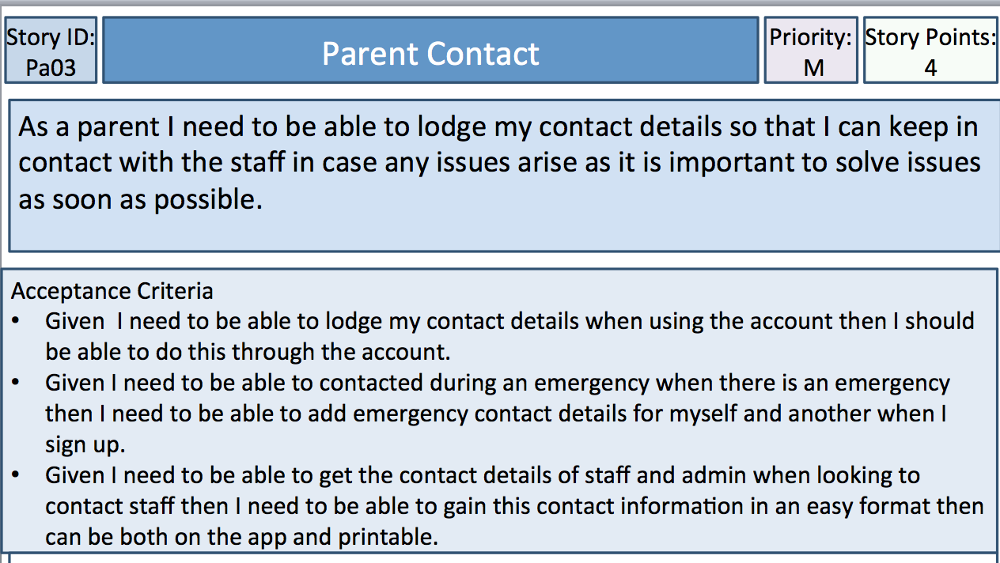 Story ID:
Pa03
Parent Contact
Priority:
M
Story Points:
4
As a parent I need to be able to lodge my contact details so that I can keep in
contact with the staff in case any issues arise as it is important to solve issues
as soon as possible.
Acceptance Criteria
• Given  I need to be able to lodge my contact details when using the account then I should
be able to do this through the account.
• Given I need to be able to contacted during an emergency when there is an emergency
then I need to be able to add emergency contact details for myself and another when I
sign up.
• Given I need to be able to get the contact details of staff and admin when looking to
contact staff then I need to be able to gain this contact information in an easy format then
can be both on the app and printable.